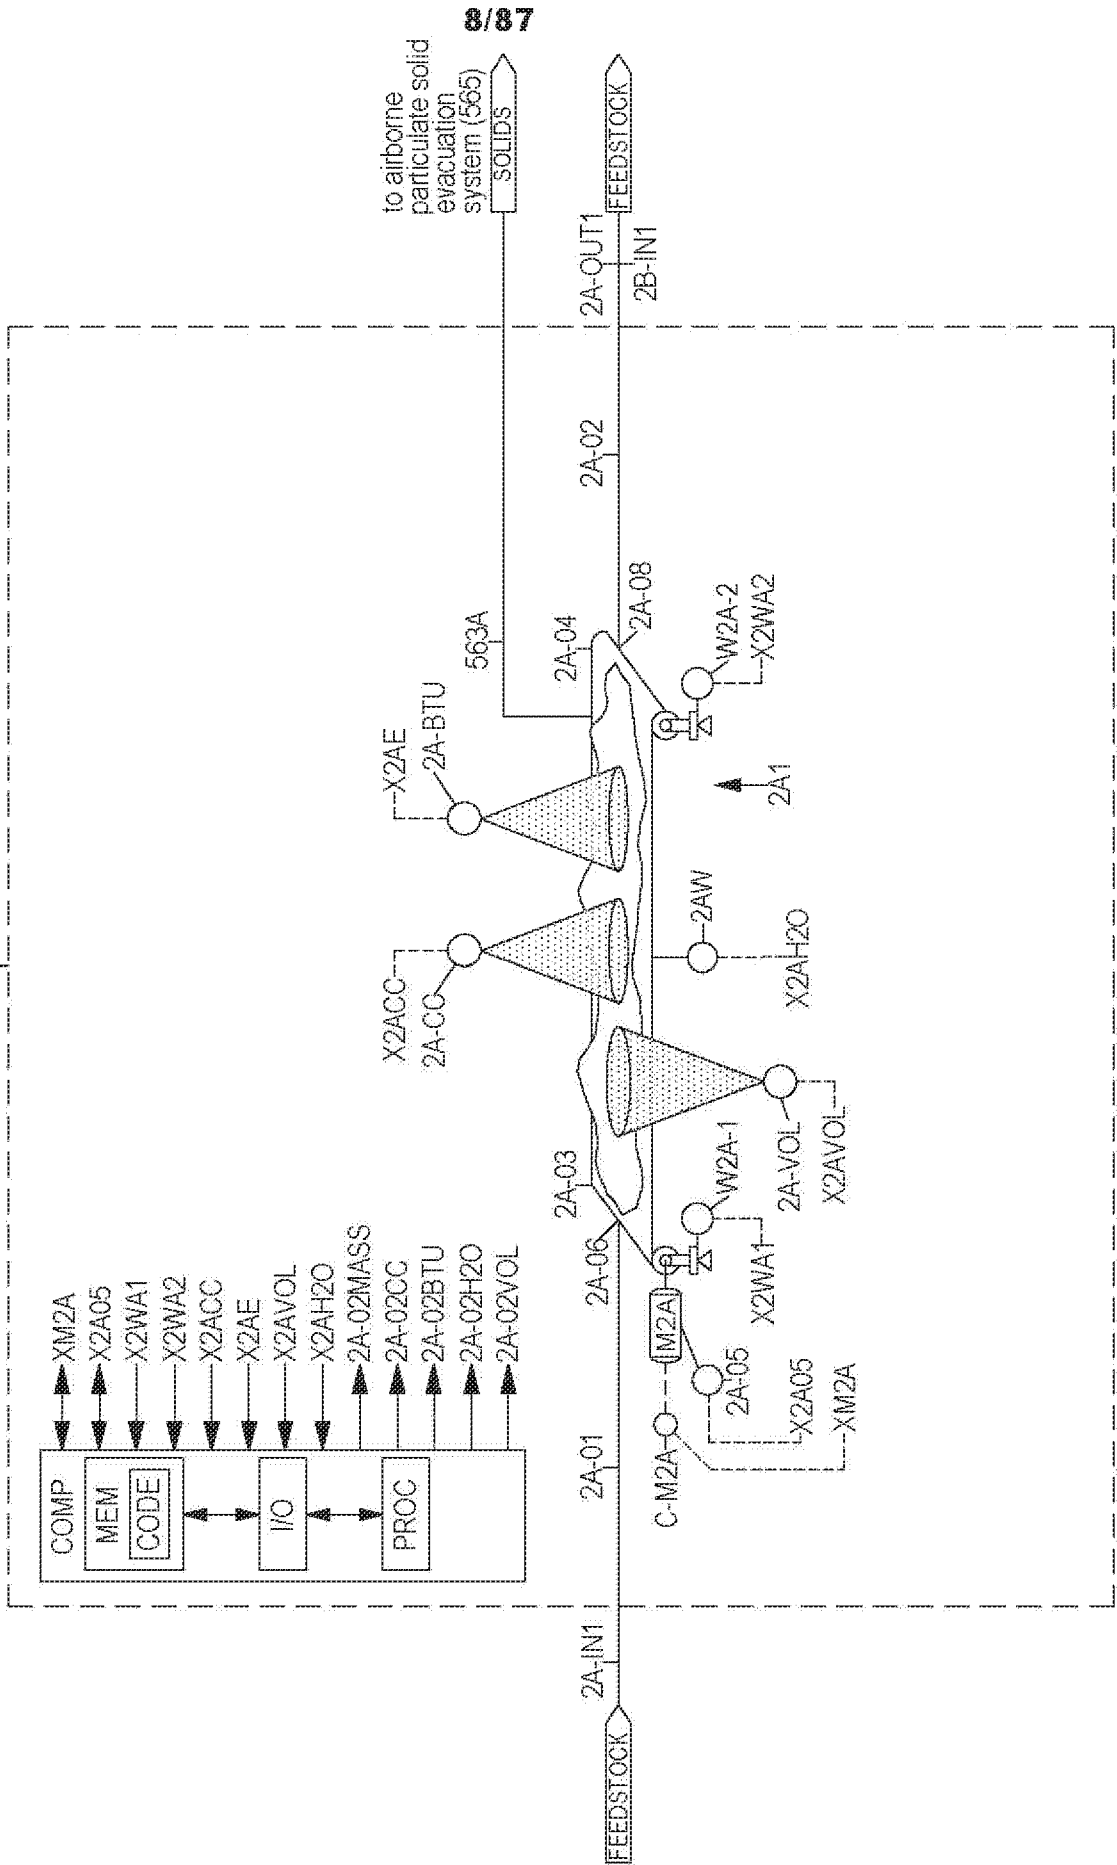 8/87
to airborne
particulate solid
evacuation
system (565)
SOLIDS
FEEDSTOCK
2A-OUT1
2B-IN1
COMP
MEM
CODE
I/O
PROC
XM2A
X2A05
X2WA1
X2WA2
X2ACC
X2AE
X2AVOL
X2AH2O
2A-02MASS
2A-02CC
2A-02BTU
2A-02H2O
2A-02VOL
X2ACC
2A-CC
X2AE
2A-BTU
563A
FEEDSTOCK
2A-IN1
2A-01
2A-06
2A-03
2A-04
2A-08
2A-02
C-M2A
M2A
2A-05
X2A05
XM2A
W2A-1
X2WA1
2A-VOL
X2AVOL
2AW
X2AH2O
2A1
W2A-2
X2WA2